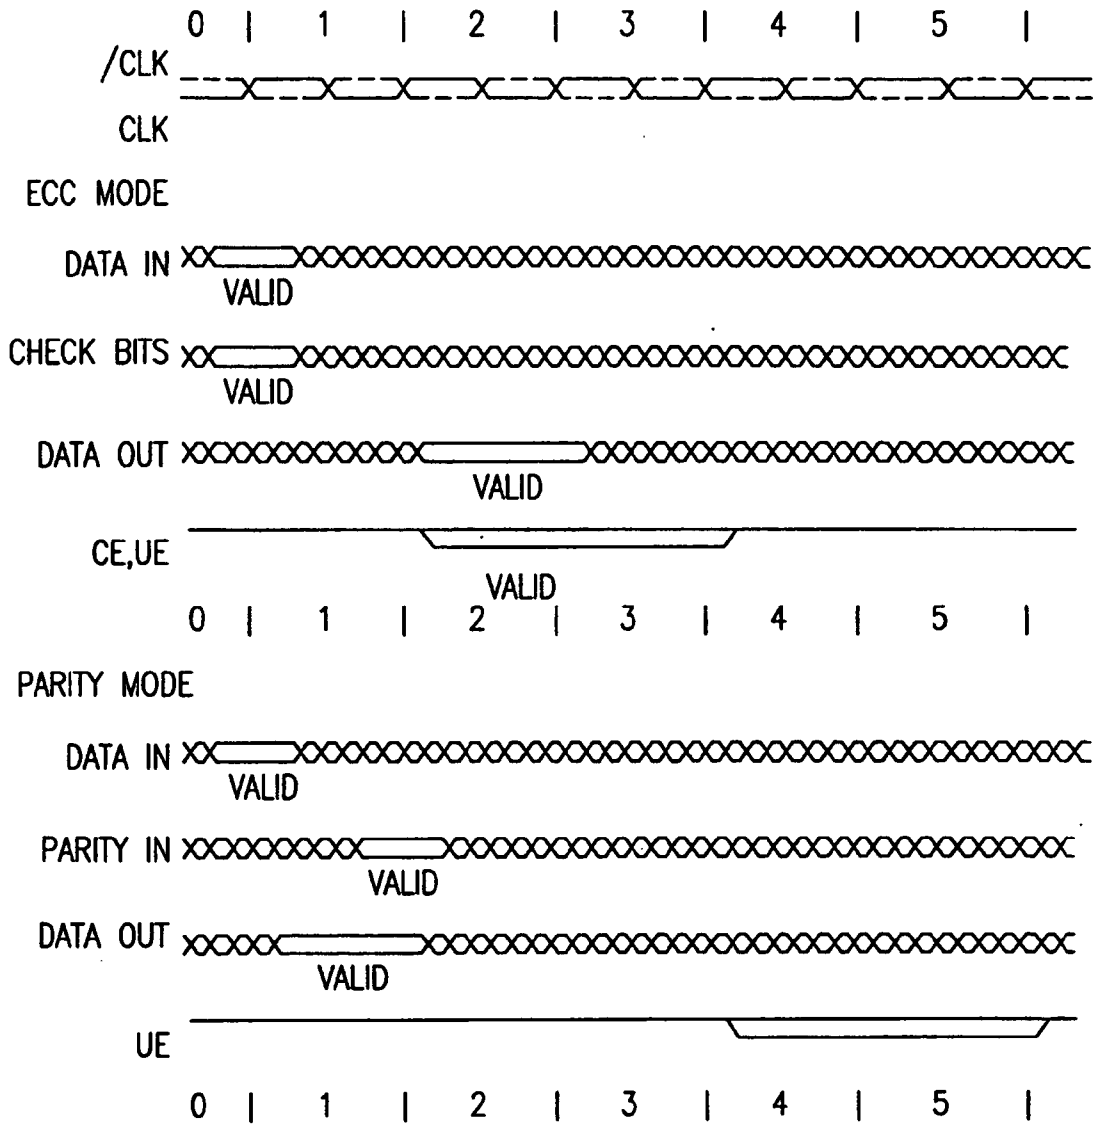 0 | 1 | 2 | 3 | 4 | 5 |
/CLK
CLK
ECC MODE
DATA IN
VALID
CHECK BITS
VALID
DATA OUT
VALID
CE,UE
VALID
0 | 1 | 2 | 3 | 4 | 5 |
PARITY MODE
DATA IN
VALID
PARITY IN
VALID
DATA OUT
VALID
UE
0 | 1 | 2 | 3 | 4 | 5 |